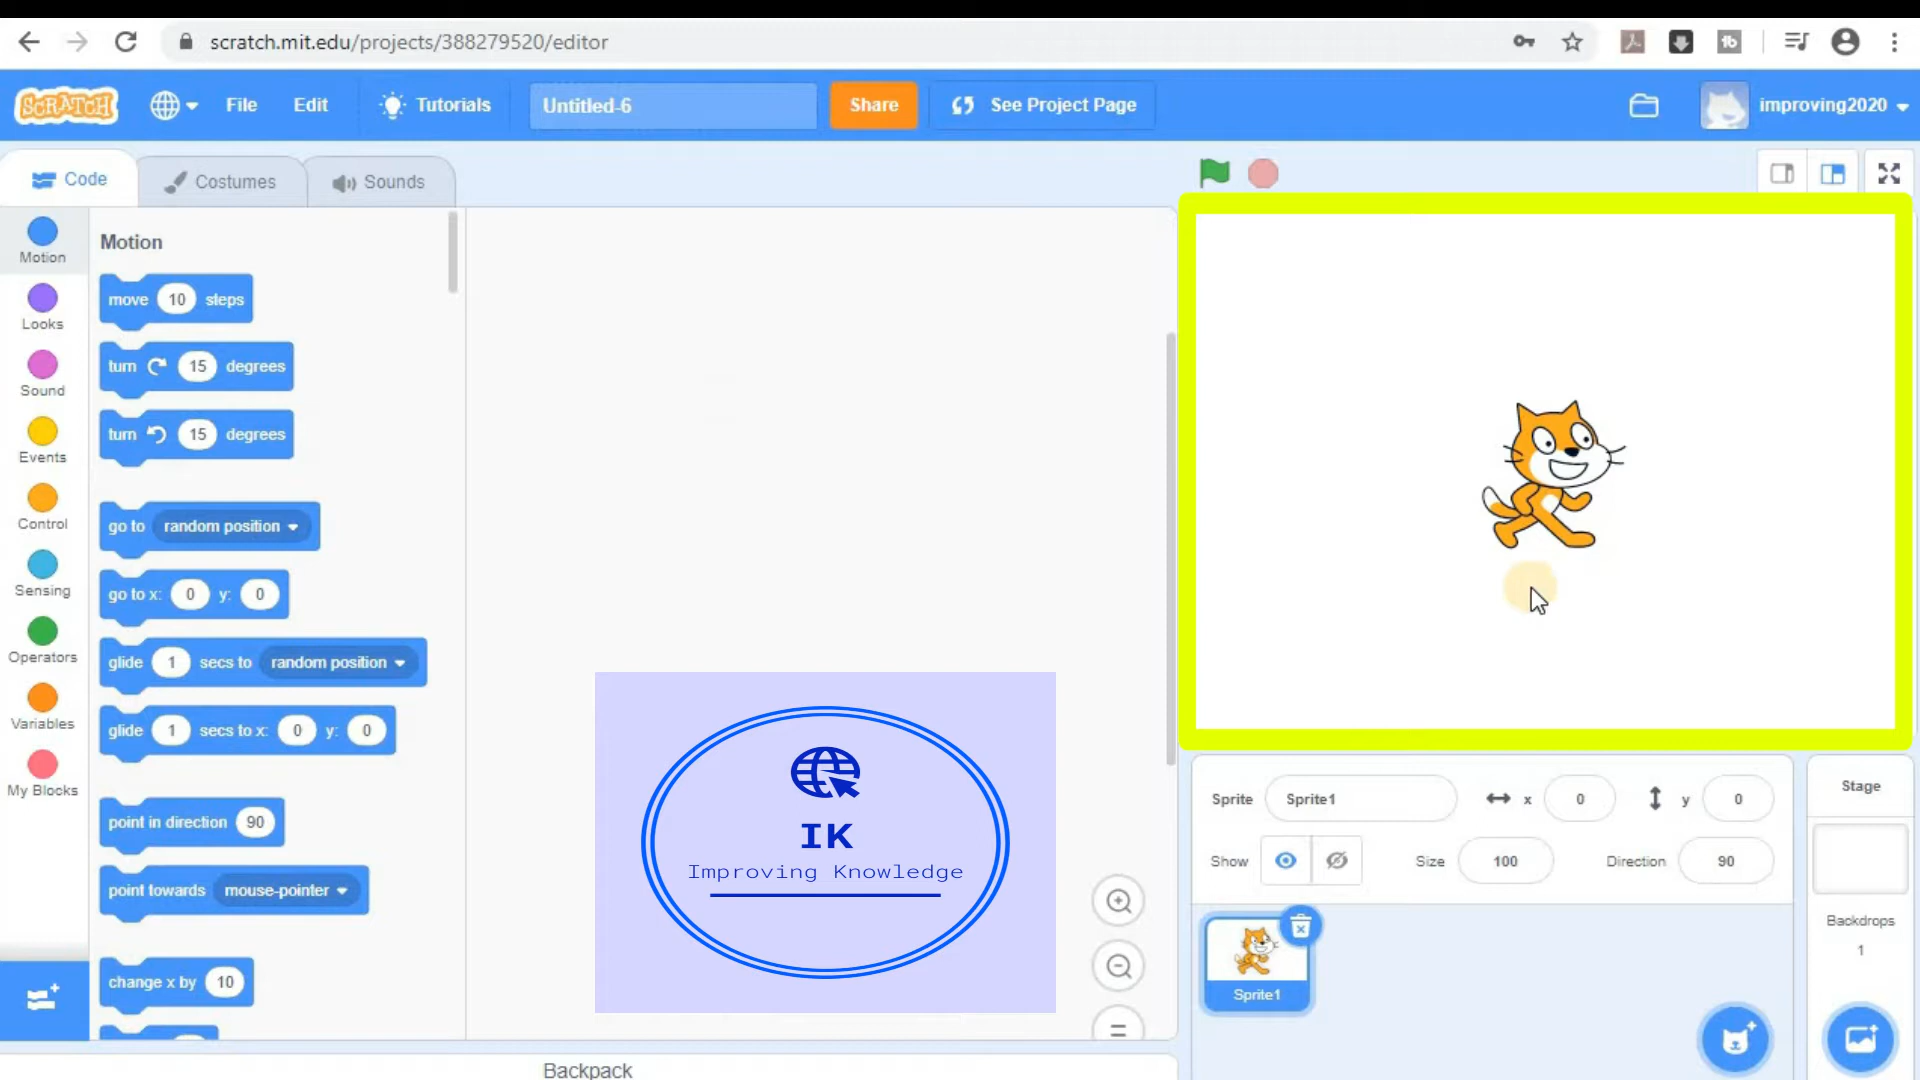 scratch.mit.edu/projects/388279520/editor
SCRATCH File Edit Tutorials Untitled-6 Share See Project Page improving2020
Code Costumes Sounds
Motion
Looks
Sound
Events
Control
Sensing
Operators
Variables
My Blocks
Motion
move 10 steps
turn 15 degrees
turn 15 degrees
go to random position
go to x: 0 y: 0
glide 1 secs to random position
glide 1 secs to x: 0 y: 0
point in direction 90
point towards mouse-pointer
change x by 10
IK
Improving Knowledge
Backpack
Sprite Sprite1 x 0 y 0
Show Size 100 Direction 90
Sprite1
Stage
Backdrops
1